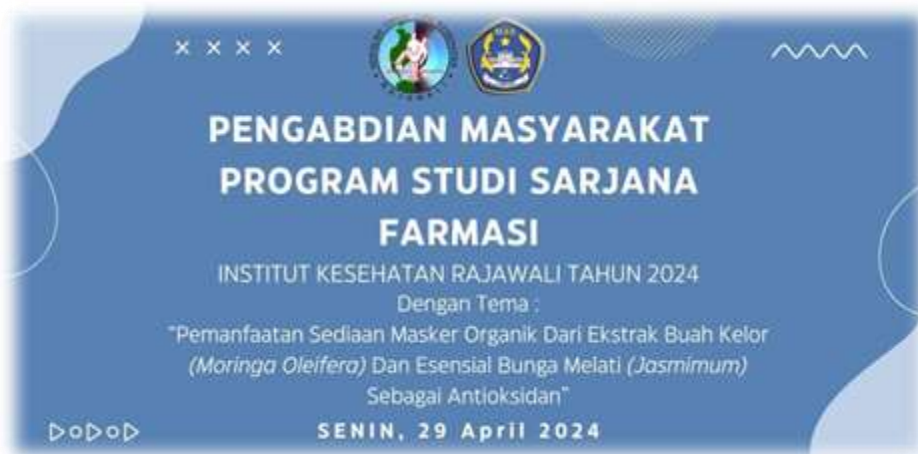 PENGABDIAN MASYARAKAT
PROGRAM STUDI SARJANA
FARMASI
INSTITUT KESEHATAN RAJAWALI TAHUN 2024
Dengan Tema :
"Pemanfaatan Sediaan Masker Organik Dari Ekstrak Buah Kelor
(Moringa Oleifera) Dan Esensial Bunga Melati (Jasmimum)
Sebagai Antioksidan"
SENIN, 29 April 2024